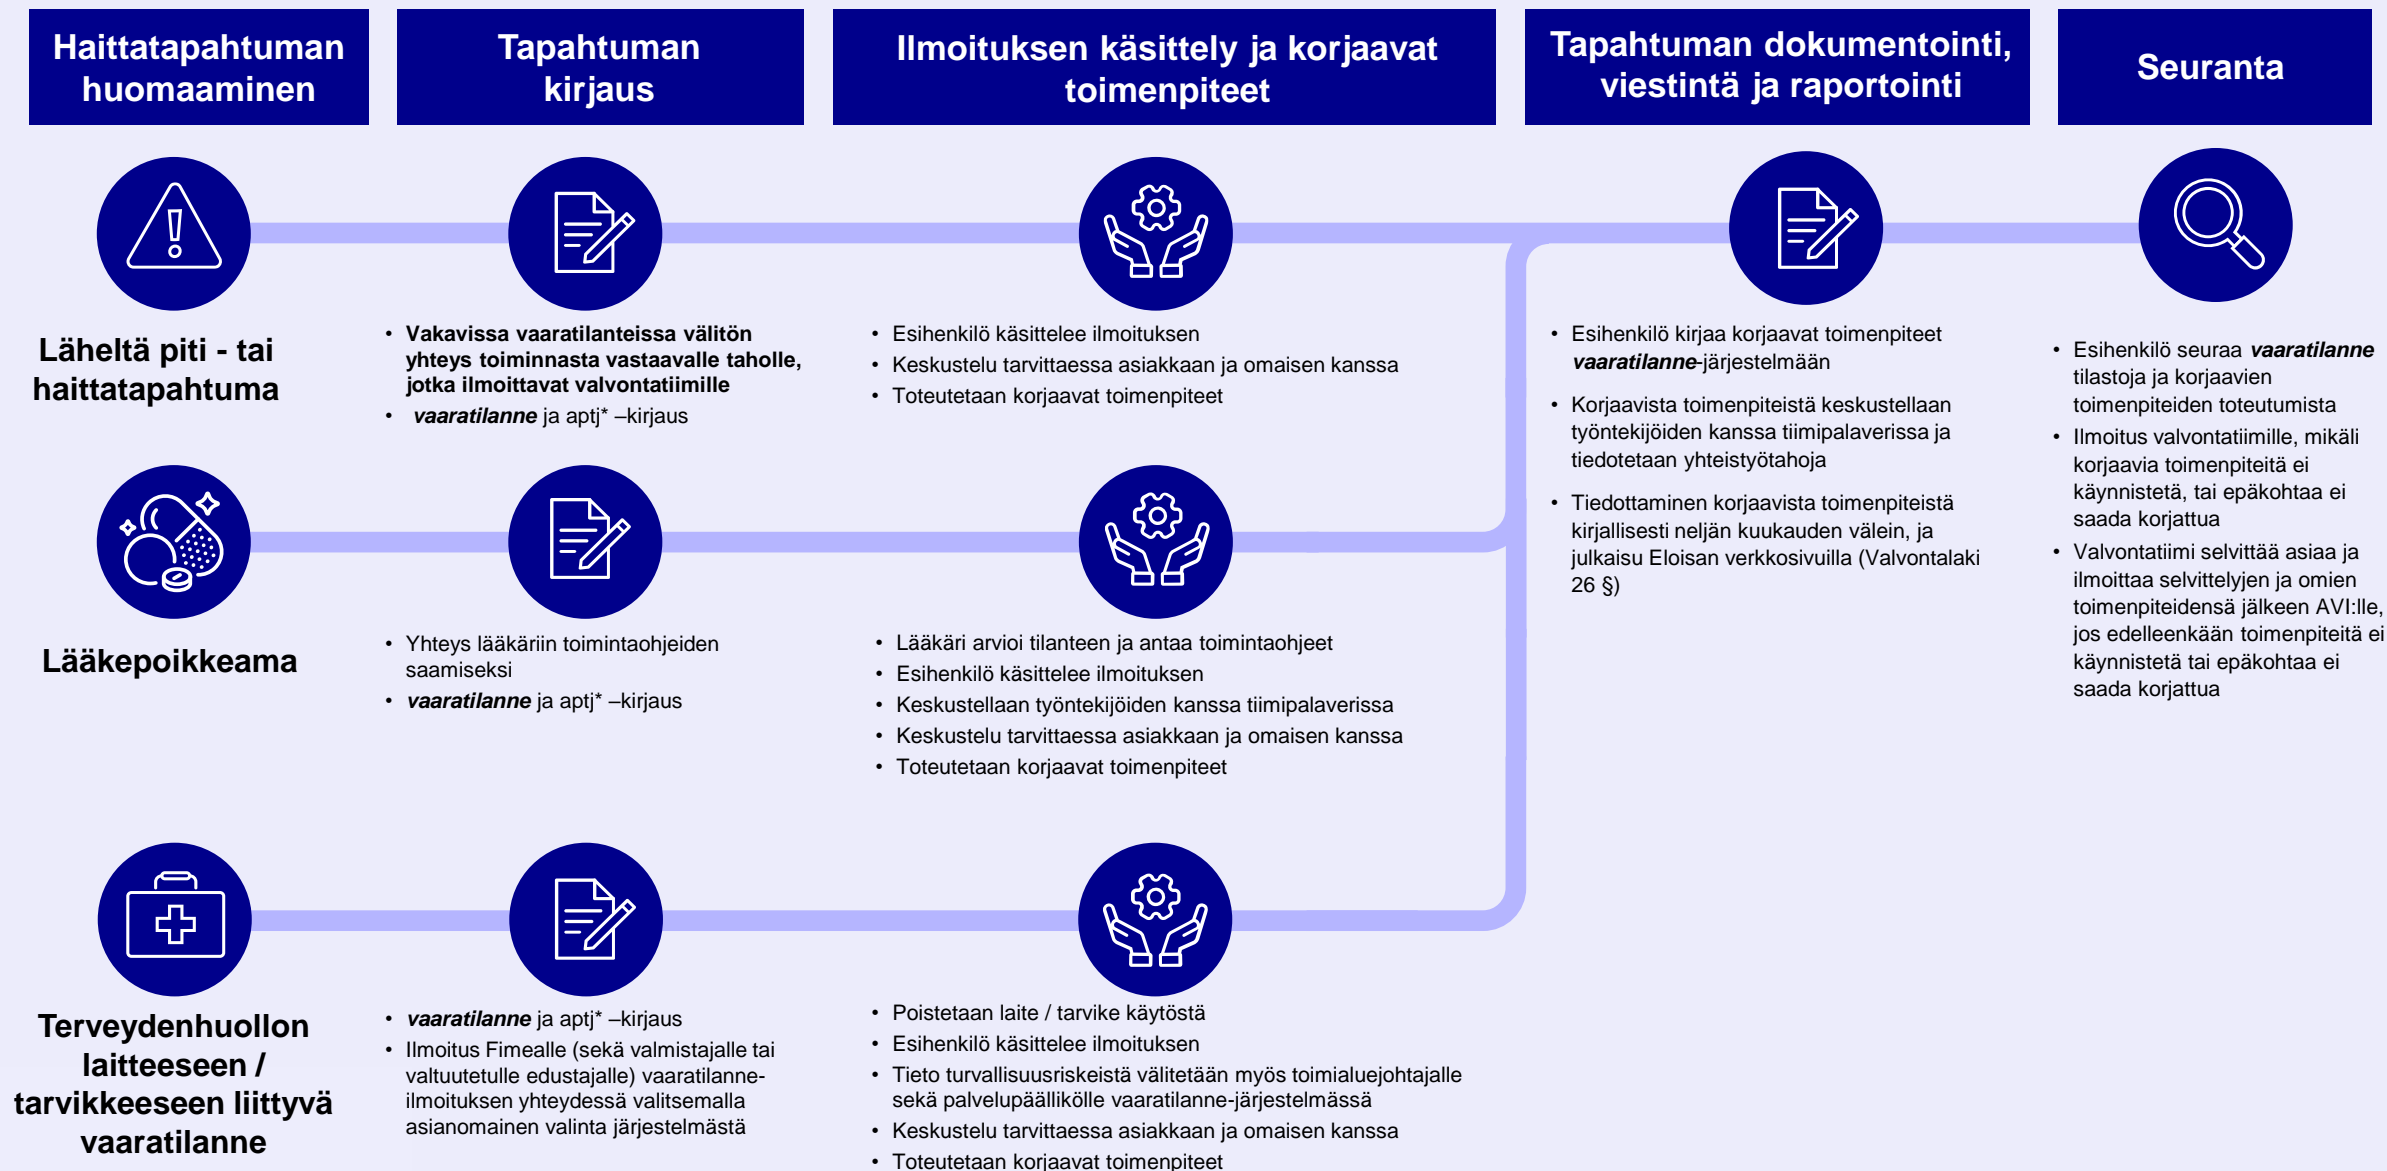 Haittatapahtuman
huomaaminen
Tapahtuman
kirjaus
Ilmoituksen käsittely ja korjaavat
toimenpiteet
Tapahtuman dokumentointi,
viestintä ja raportointi
Seuranta
Läheltä piti - tai
haittatapahtuma
• Vakavissa vaaratilanteissa välitön
yhteys toiminnasta vastaavalle taholle,
jotka ilmoittavat valvontatiimille
• vaaratilanne ja aptj* –kirjaus
• Esihenkilö käsittelee ilmoituksen
• Keskustelu tarvittaessa asiakkaan ja omaisen kanssa
• Toteutetaan korjaavat toimenpiteet
• Esihenkilö kirjaa korjaavat toimenpiteet
vaaratilanne-järjestelmään
• Korjaavista toimenpiteistä keskustellaan
työntekijöiden kanssa tiimipalaverissa ja
tiedotetaan yhteistyötahoja
• Tiedottaminen korjaavista toimenpiteistä
kirjallisesti neljän kuukauden välein, ja
julkaisu Eloisan verkkosivuilla (Valvontalaki
26 §)
• Esihenkilö seuraa vaaratilanne
tilastoja ja korjaavien
toimenpiteiden toteutumista
• Ilmoitus valvontatiimille, mikäli
korjaavia toimenpiteitä ei
käynnistetä, tai epäkohtaa ei
saada korjattua
• Valvontatiimi selvittää asiaa ja
ilmoittaa selvittelyjen ja omien
toimenpiteidensä jälkeen AVI:lle,
jos edelleenkään toimenpiteitä ei
käynnistetä tai epäkohtaa ei
saada korjattua
Lääkepoikkeama
• Yhteys lääkäriin toimintaohjeiden
saamiseksi
• vaaratilanne ja aptj* –kirjaus
• Lääkäri arvioi tilanteen ja antaa toimintaohjeet
• Esihenkilö käsittelee ilmoituksen
• Keskustellaan työntekijöiden kanssa tiimipalaverissa
• Keskustelu tarvittaessa asiakkaan ja omaisen kanssa
• Toteutetaan korjaavat toimenpiteet
Terveydenhuollon
laitteeseen /
tarvikkeeseen liittyvä
vaaratilanne
• vaaratilanne ja aptj* –kirjaus
• Ilmoitus Fimealle (sekä valmistajalle tai
valtuutetulle edustajalle) vaaratilanne-
ilmoituksen yhteydessä valitsemalla
asianomainen valinta järjestelmästä
• Poistetaan laite / tarvike käytöstä
• Esihenkilö käsittelee ilmoituksen
• Tieto turvallisuusriskeistä välitetään myös toimialuejohtajalle
sekä palvelupäällikölle vaaratilanne-järjestelmässä
• Keskustelu tarvittaessa asiakkaan ja omaisen kanssa
• Toteutetaan korjaavat toimenpiteet